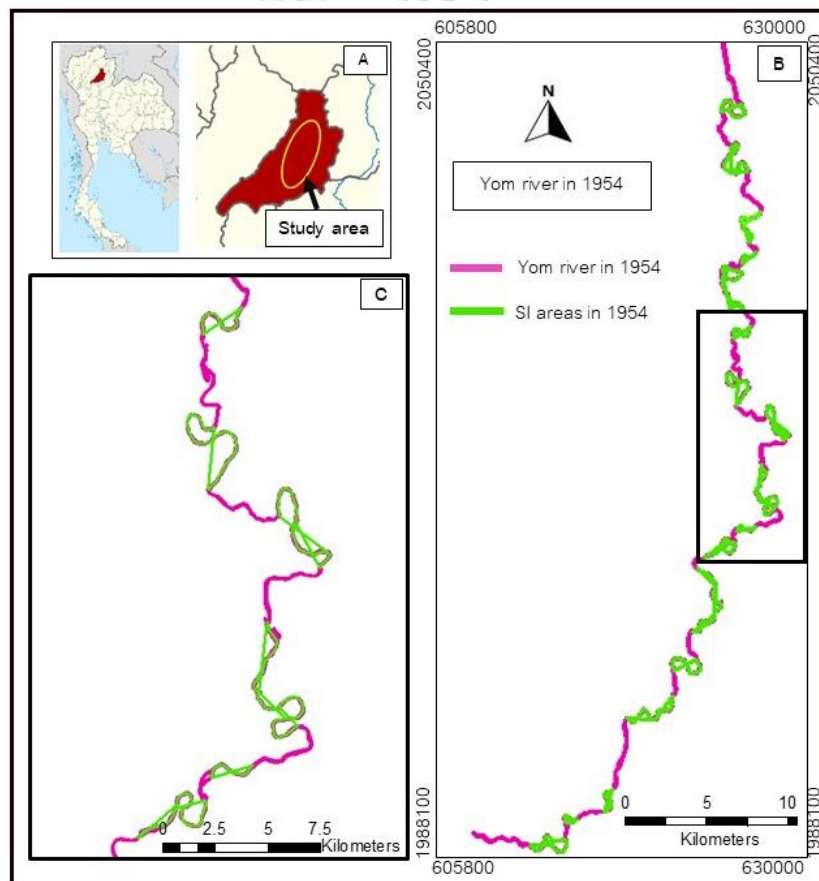 605800 630000
2050400
2050400
A
B
N
Yom river in 1954
Study area
Yom river in 1954
SI areas in 1954
C
0 2.5 5 7.5
Kilometers
0 5 10
Kilometers
1988100
1988100
605800 630000